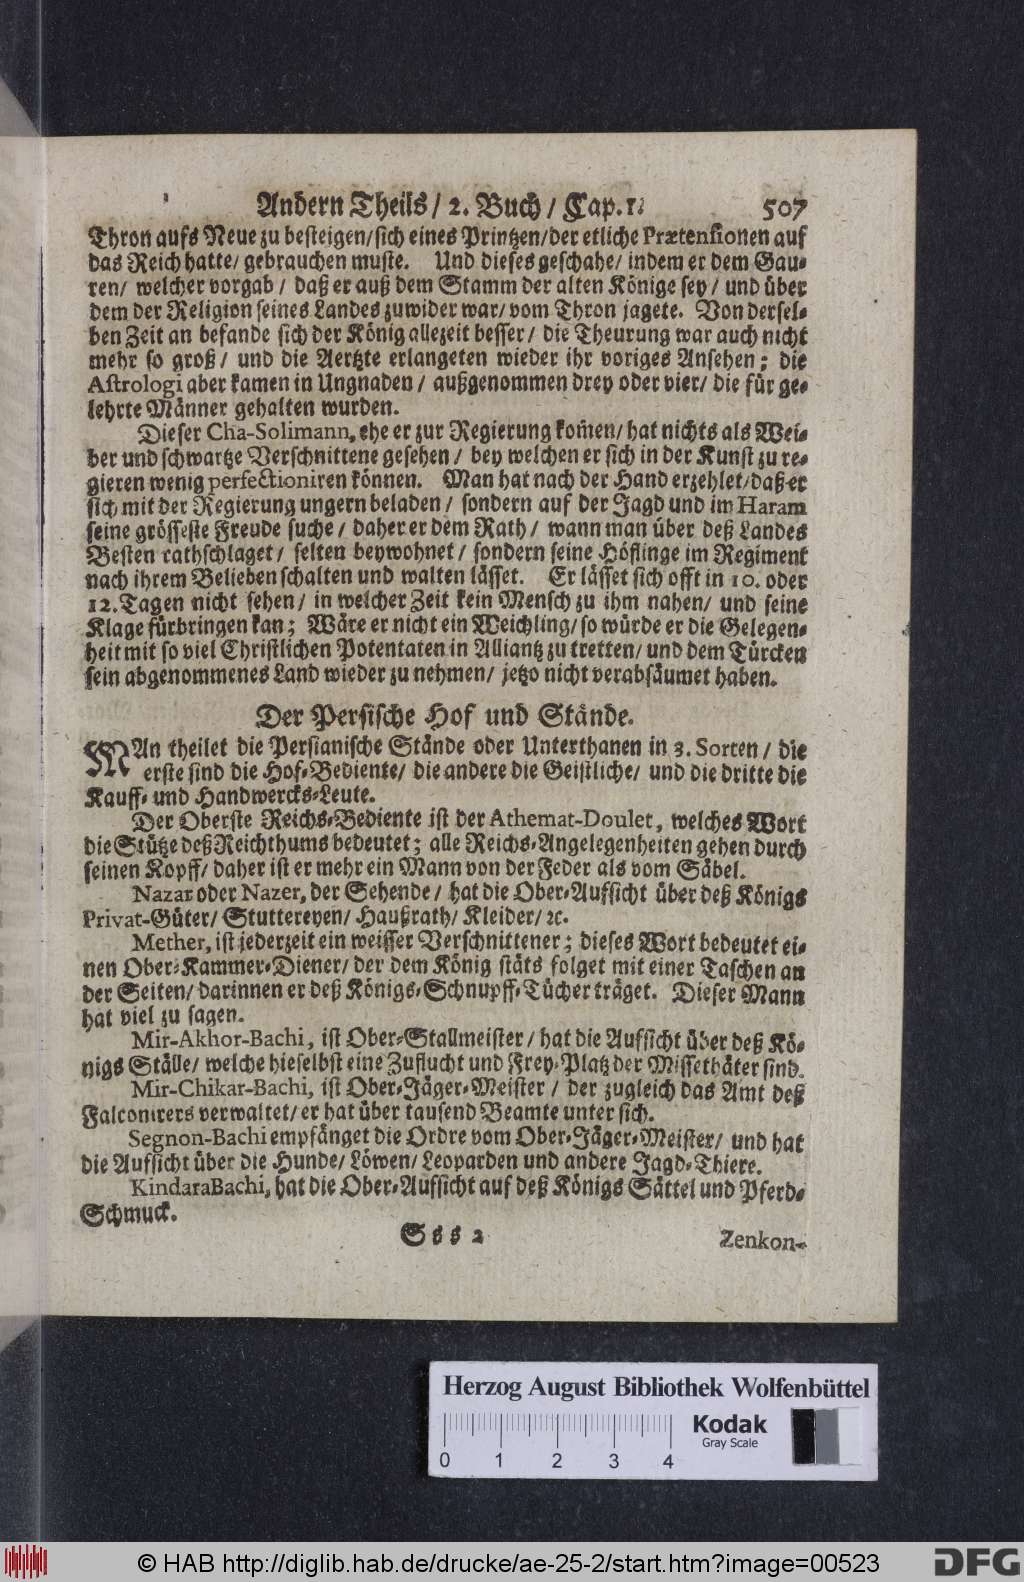 Andern Theils / 2. Buch / Cap. 1. 507
Thron aufs Neue zu besteigen/sich eines Printzen/der etliche Prætensionen auf
das Reich hatte/ gebrauchen muste. Und dieses geschahe/ indem er dem Gau-
ren/ welcher vorgab / daß er auß dem Stamm der alten Könige sey / und über
dem der Religion seines Landes zuwider war/ vom Thron jagete. Von dersel-
ben Zeit an befande sich der König allezeit besser / die Theurung war auch nicht
mehr so groß / und die Aertzte erlangeten wieder ihr voriges Ansehen; die
Astrologi aber kamen in Ungnaden / außgenommen drey oder vier/ die für ge-
lehrte Männer gehalten wurden.
Dieser Cha-Solimann, ehe er zur Regierung kom̃en/ hat nichts als Wei-
ber und schwartze Verschnittene gesehen / bey welchen er sich in der Kunst zu re-
gieren wenig perfectioniren können. Man hat nach der Hand erzehlet/daß er
sich mit der Regierung ungern beladen / sondern auf der Jagd und im Haram
seine grösseste Freude suche / daher er dem Rath / wann man über deß Landes
Besten rathschlaget / selten beywohnet / sondern seine Höflinge im Regiment
nach ihrem Belieben schalten und walten lässet. Er lässet sich offt in 10. oder
12. Tagen nicht sehen / in welcher Zeit kein Mensch zu ihm nahen/ und seine
Klage fürbringen kan; Wäre er nicht ein Weichling/ so würde er die Gelegen-
heit mit so viel Christlichen Potentaten in Alliantz zu tretten/ und dem Türcken
sein abgenommenes Land wieder zu nehmen/ jetzo nicht verabsäumet haben.
Der Persische Hof und Stände.
MAn theilet die Persianische Stände oder Unterthanen in 3. Sorten / die
erste sind die Hof-Bediente/ die andere die Geistliche/ und die dritte die
Kauff- und Handwercks-Leute.
Der Oberste Reichs-Bediente ist der Athemat-Doulet, welches Wort
die Stütze deß Reichthums bedeutet; alle Reichs-Angelegenheiten gehen durch
seinen Kopff/ daher ist er mehr ein Mann von der Feder als vom Säbel.
Nazar oder Nazer, der Sehende / hat die Ober-Aufsicht über deß Königs
Privat-Güter/ Stuttereyen/ Haußrath/ Kleider/ ꝛc.
Mether, ist jederzeit ein weisser Verschnittener; dieses Wort bedeutet ei-
nen Ober-Kammer-Diener/ der dem König stäts folget mit einer Taschen an
der Seiten/ darinnen er deß Königs-Schnupff-Tücher träget. Dieser Mann
hat viel zu sagen.
Mir-Akhor-Bachi, ist Ober-Stallmeister / hat die Aufsicht über deß Kö-
nigs Ställe/ welche hieselbst eine Zuflucht und Frey-Platz der Missethäter sind.
Mir-Chikar-Bachi, ist Ober-Jäger-Meister / der zugleich das Amt deß
Falconirers verwaltet/ er hat über tausend Beamte unter sich.
Segnon-Bachi empfänget die Ordre vom Ober-Jäger-Meister/ und hat
die Aufsicht über die Hunde/ Löwen/ Leoparden und andere Jagd-Thiere.
KindaraBachi, hat die Ober-Aufsicht auf deß Königs Sättel und Pferd-
Schmuck.
Sss 2 Zenkon-
Herzog August Bibliothek Wolfenbüttel
Kodak
Gray Scale
0 1 2 3 4
© HAB http://diglib.hab.de/drucke/ae-25-2/start.htm?image=00523
DFG